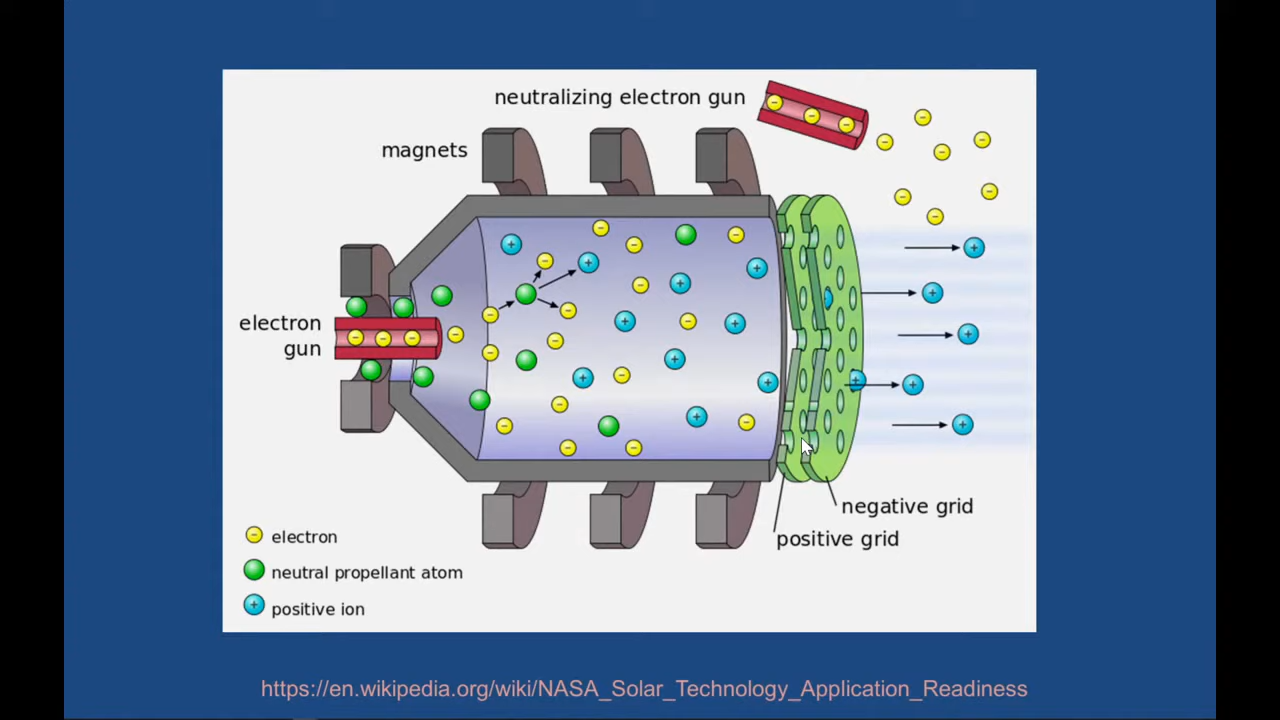 neutralizing electron gun
magnets
electron
gun
negative grid
positive grid
electron
neutral propellant atom
positive ion
https://en.wikipedia.org/wiki/NASA_Solar_Technology_Application_Readiness